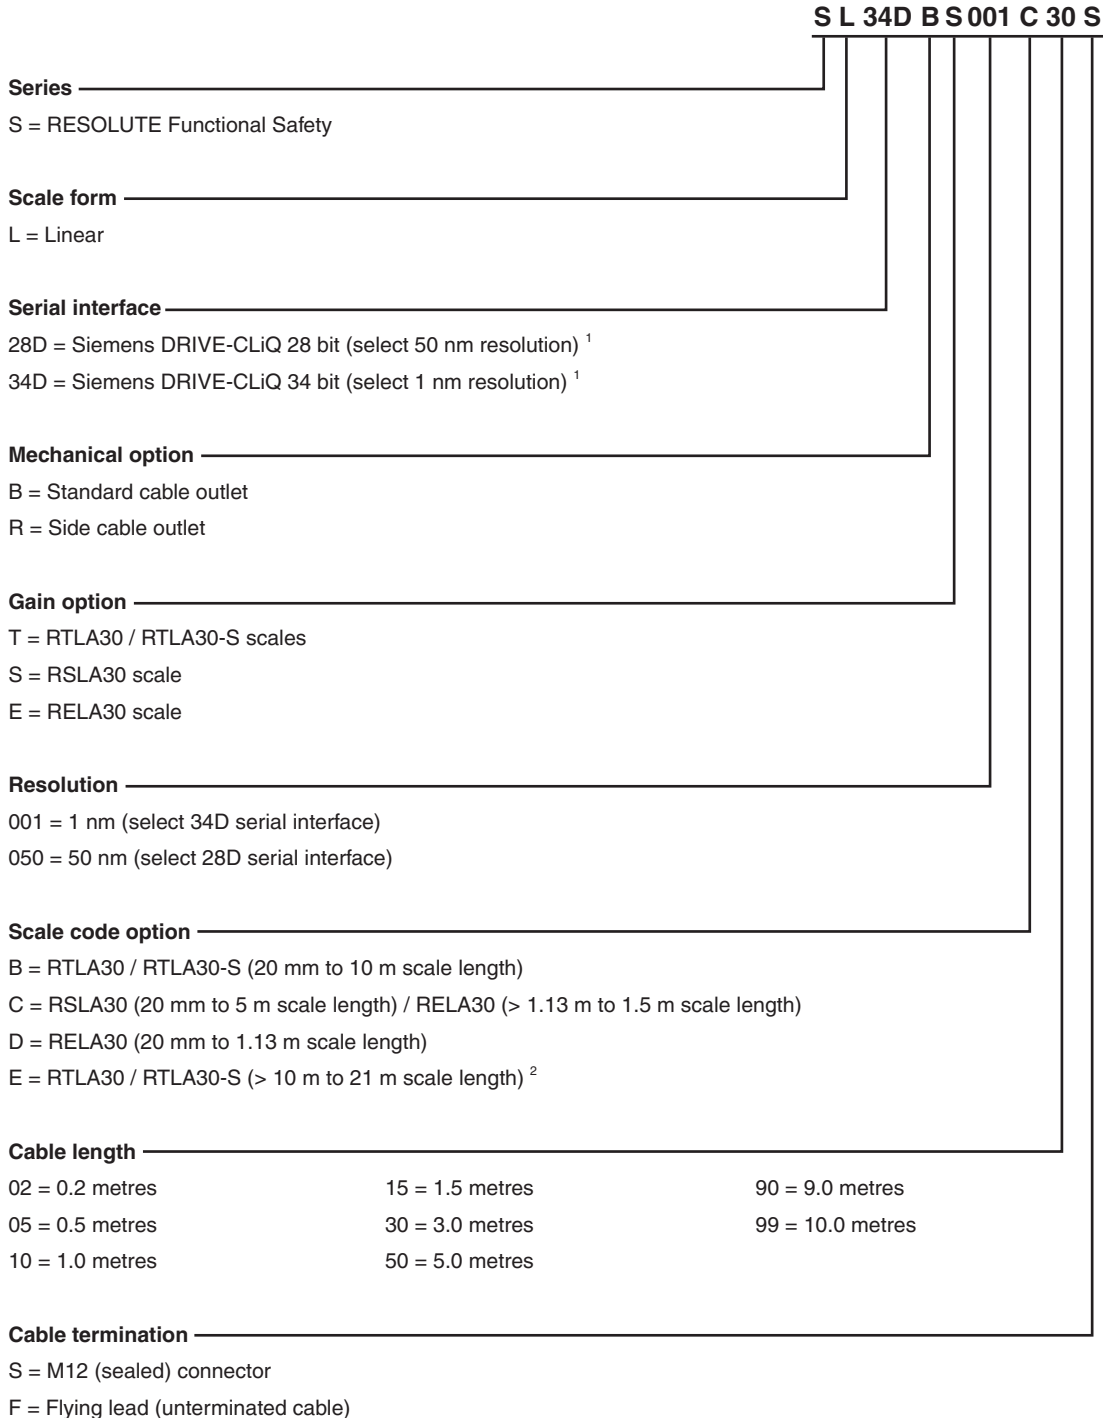 S L 34D B S 001 C 30 S
Series
S = RESOLUTE Functional Safety
Scale form
L = Linear
Serial interface
28D = Siemens DRIVE-CLiQ 28 bit (select 50 nm resolution) 1
34D = Siemens DRIVE-CLiQ 34 bit (select 1 nm resolution) 1
Mechanical option
B = Standard cable outlet
R = Side cable outlet
Gain option
T = RTLA30 / RTLA30-S scales
S = RSLA30 scale
E = RELA30 scale
Resolution
001 = 1 nm (select 34D serial interface)
050 = 50 nm (select 28D serial interface)
Scale code option
B = RTLA30 / RTLA30-S (20 mm to 10 m scale length)
C = RSLA30 (20 mm to 5 m scale length) / RELA30 (> 1.13 m to 1.5 m scale length)
D = RELA30 (20 mm to 1.13 m scale length)
E = RTLA30 / RTLA30-S (> 10 m to 21 m scale length) 2
Cable length
02 = 0.2 metres 15 = 1.5 metres 90 = 9.0 metres
05 = 0.5 metres 30 = 3.0 metres 99 = 10.0 metres
10 = 1.0 metres 50 = 5.0 metres
Cable termination
S = M12 (sealed) connector
F = Flying lead (unterminated cable)